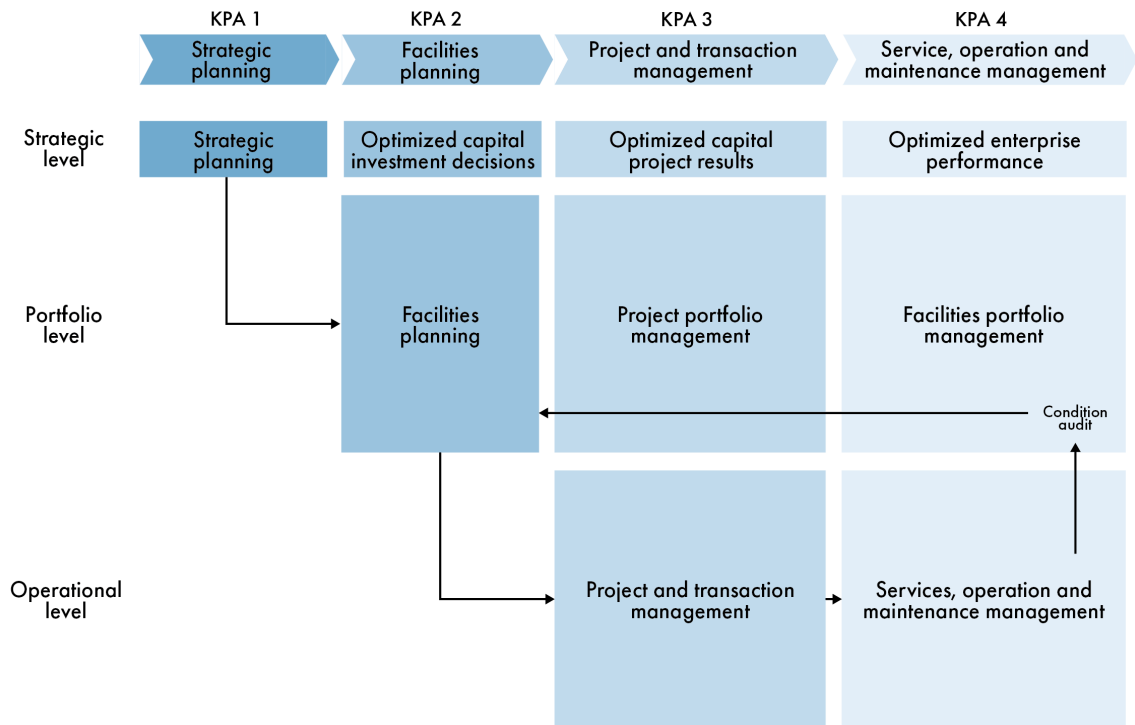 KPA 1
KPA 2
KPA 3
KPA 4
Strategic
planning
Facilities
planning
Project and transaction
management
Service, operation and
maintenance management
Strategic
level
Strategic
planning
Optimized capital
investment decisions
Optimized capital
project results
Optimized enterprise
performance
Portfolio
level
Facilities
planning
Project portfolio
management
Facilities portfolio
management
Condition
audit
Operational
level
Project and transaction
management
Services, operation and
maintenance management